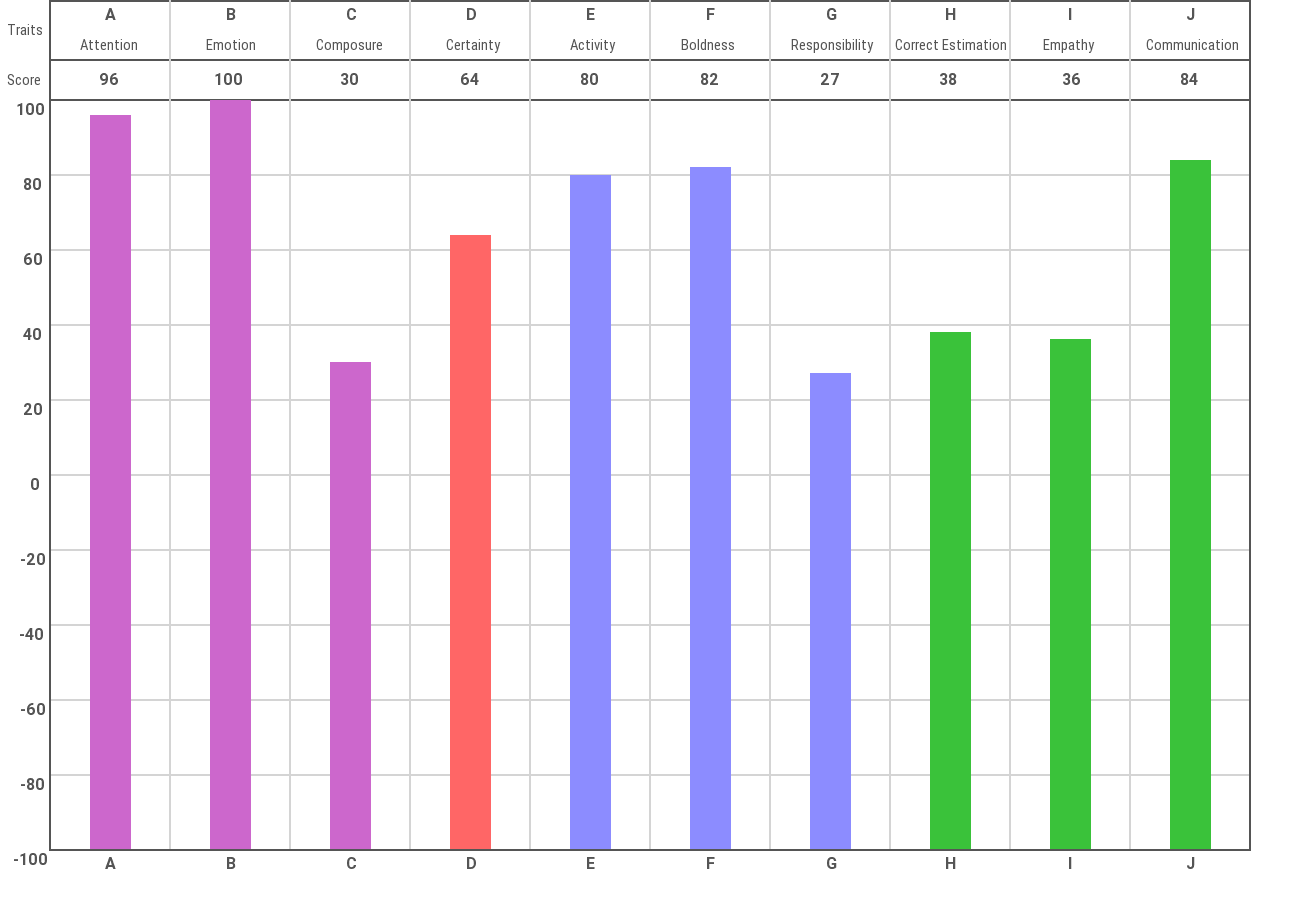 A B C D E F G H I J
Traits
Attention Emotion Composure Certainty Activity Boldness Responsibility Correct Estimation Empathy Communication
Score 96 100 30 64 80 82 27 38 36 84
100
80
60
40
20
0
-20
-40
-60
-80
-100
A B C D E F G H I J